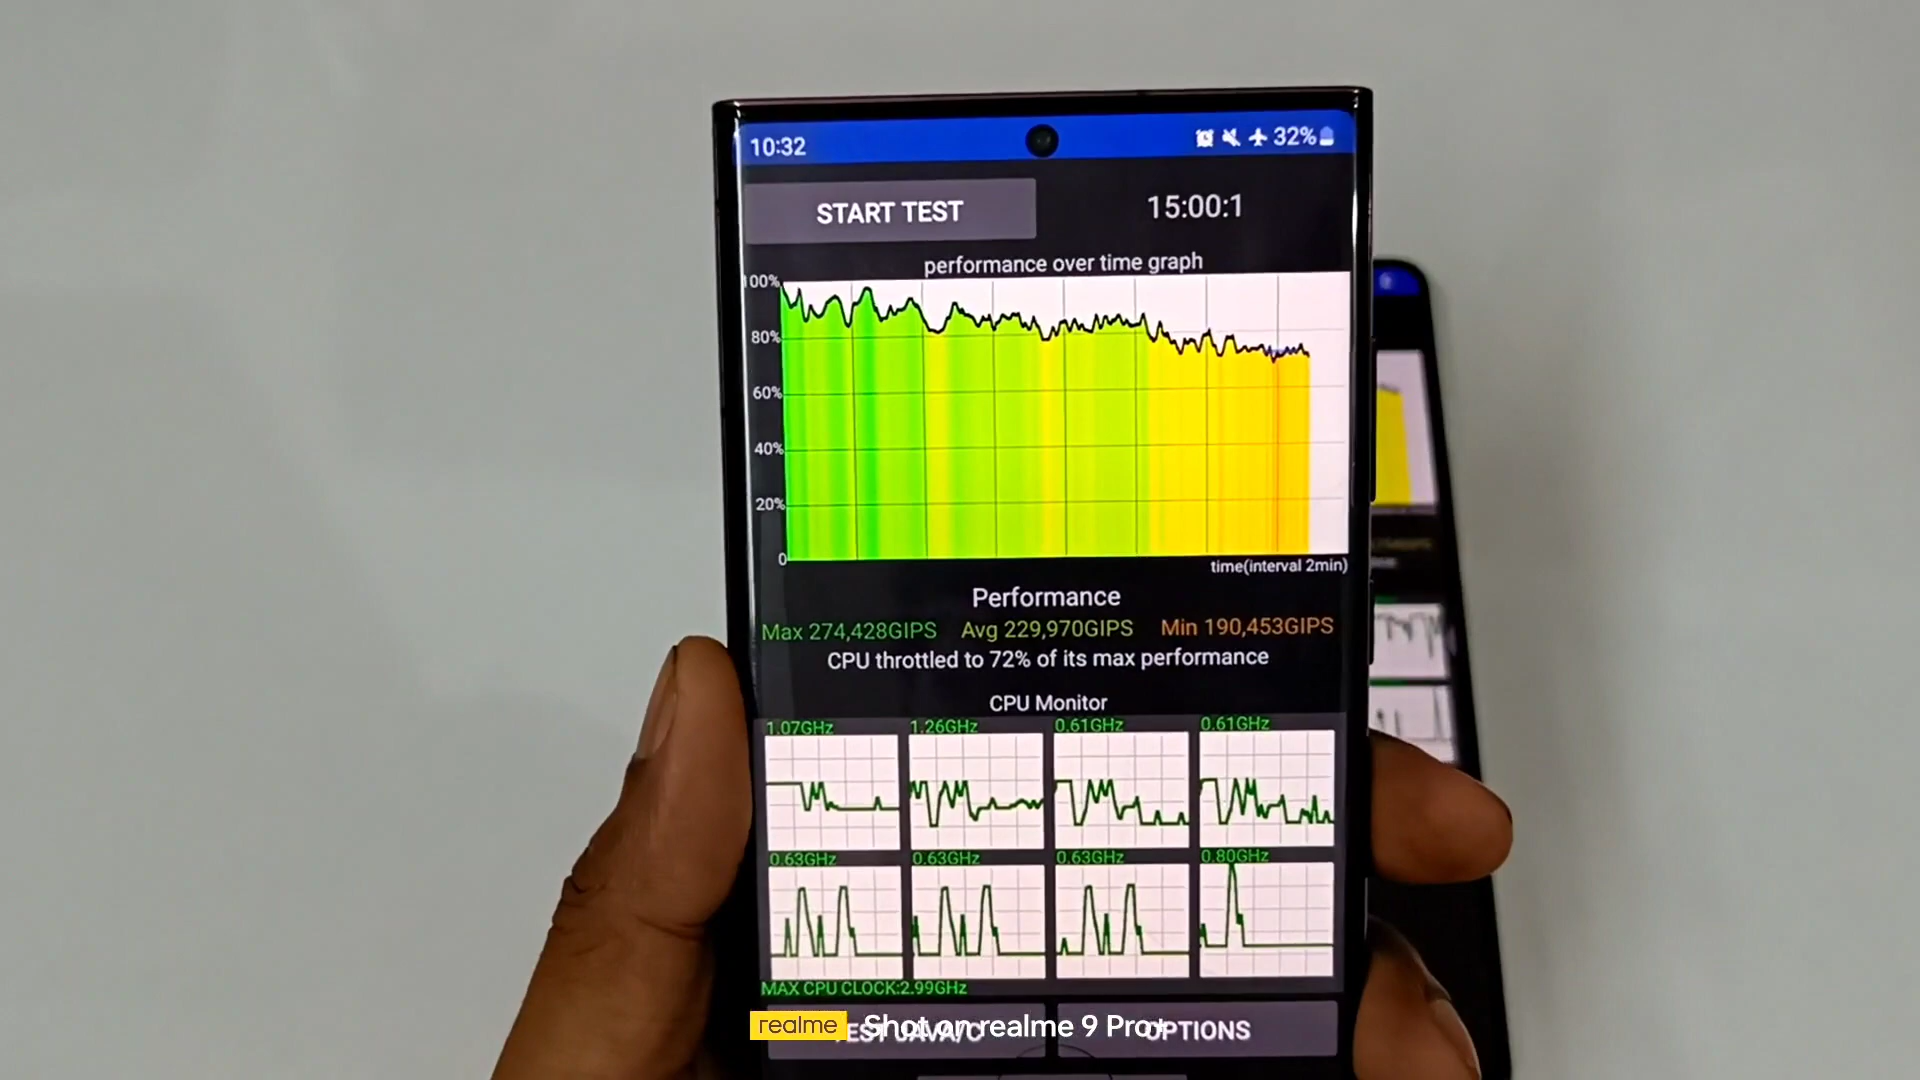 10:32
32%
START TEST
15:00:1
performance over time graph
100%
80%
60%
40%
20%
0
time(interval 2min)
Performance
Max 274,428GIPS Avg 229,970GIPS Min 190,453GIPS
CPU throttled to 72% of its max performance
CPU Monitor
1.07GHz 1.26GHz 0.61GHz 0.61GHz
0.63GHz 0.63GHz 0.63GHz 0.80GHz
MAX CPU CLOCK:2.99GHz
OPTIONS
realme Shot on realme 9 Pro+